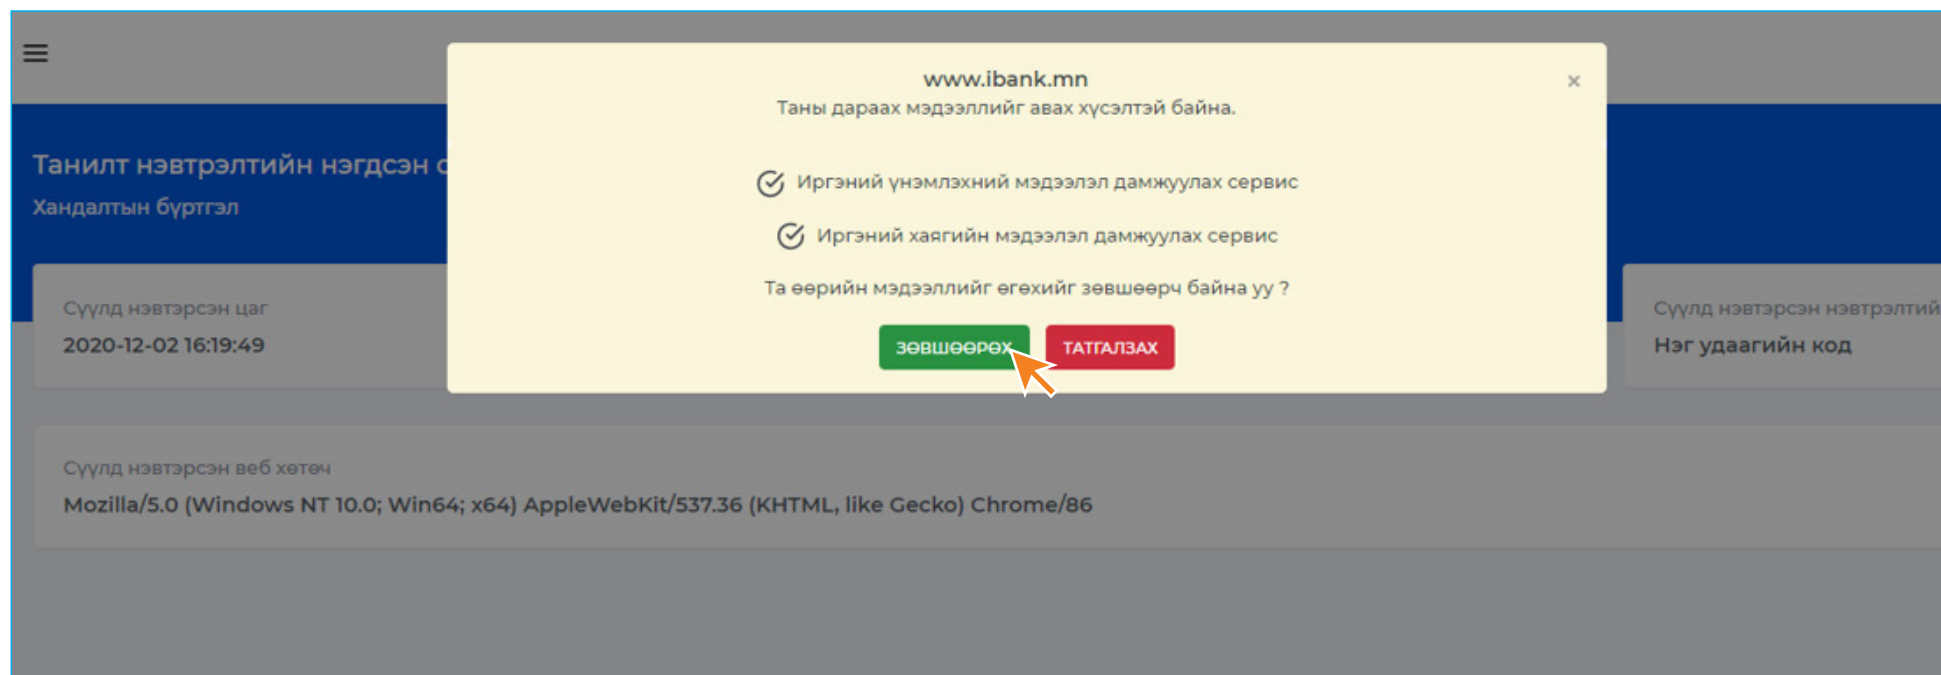 www.ibank.mn
×
Таны дараах мэдээллийг авах хүсэлтэй байна.
Танилт нэвтрэлтийн нэгдсэн
Хандалтын бүртгэл
Иргэний үнэмлэхний мэдээлэл дамжуулах сервис
Иргэний хаягийн мэдээлэл дамжуулах сервис
Та өөрийн мэдээллийг өгөхийг зөвшөөрч байна уу ?
ЗӨВШӨӨРӨХ
ТАТГАЛЗАХ
Сүүлд нэвтэрсэн цаг
2020-12-02 16:19:49
Сүүлд нэвтэрсэн нэвтрэлтий
Нэг удаагийн код
Сүүлд нэвтэрсэн веб хөтөч
Mozilla/5.0 (Windows NT 10.0; Win64; x64) AppleWebKit/537.36 (KHTML, like Gecko) Chrome/86